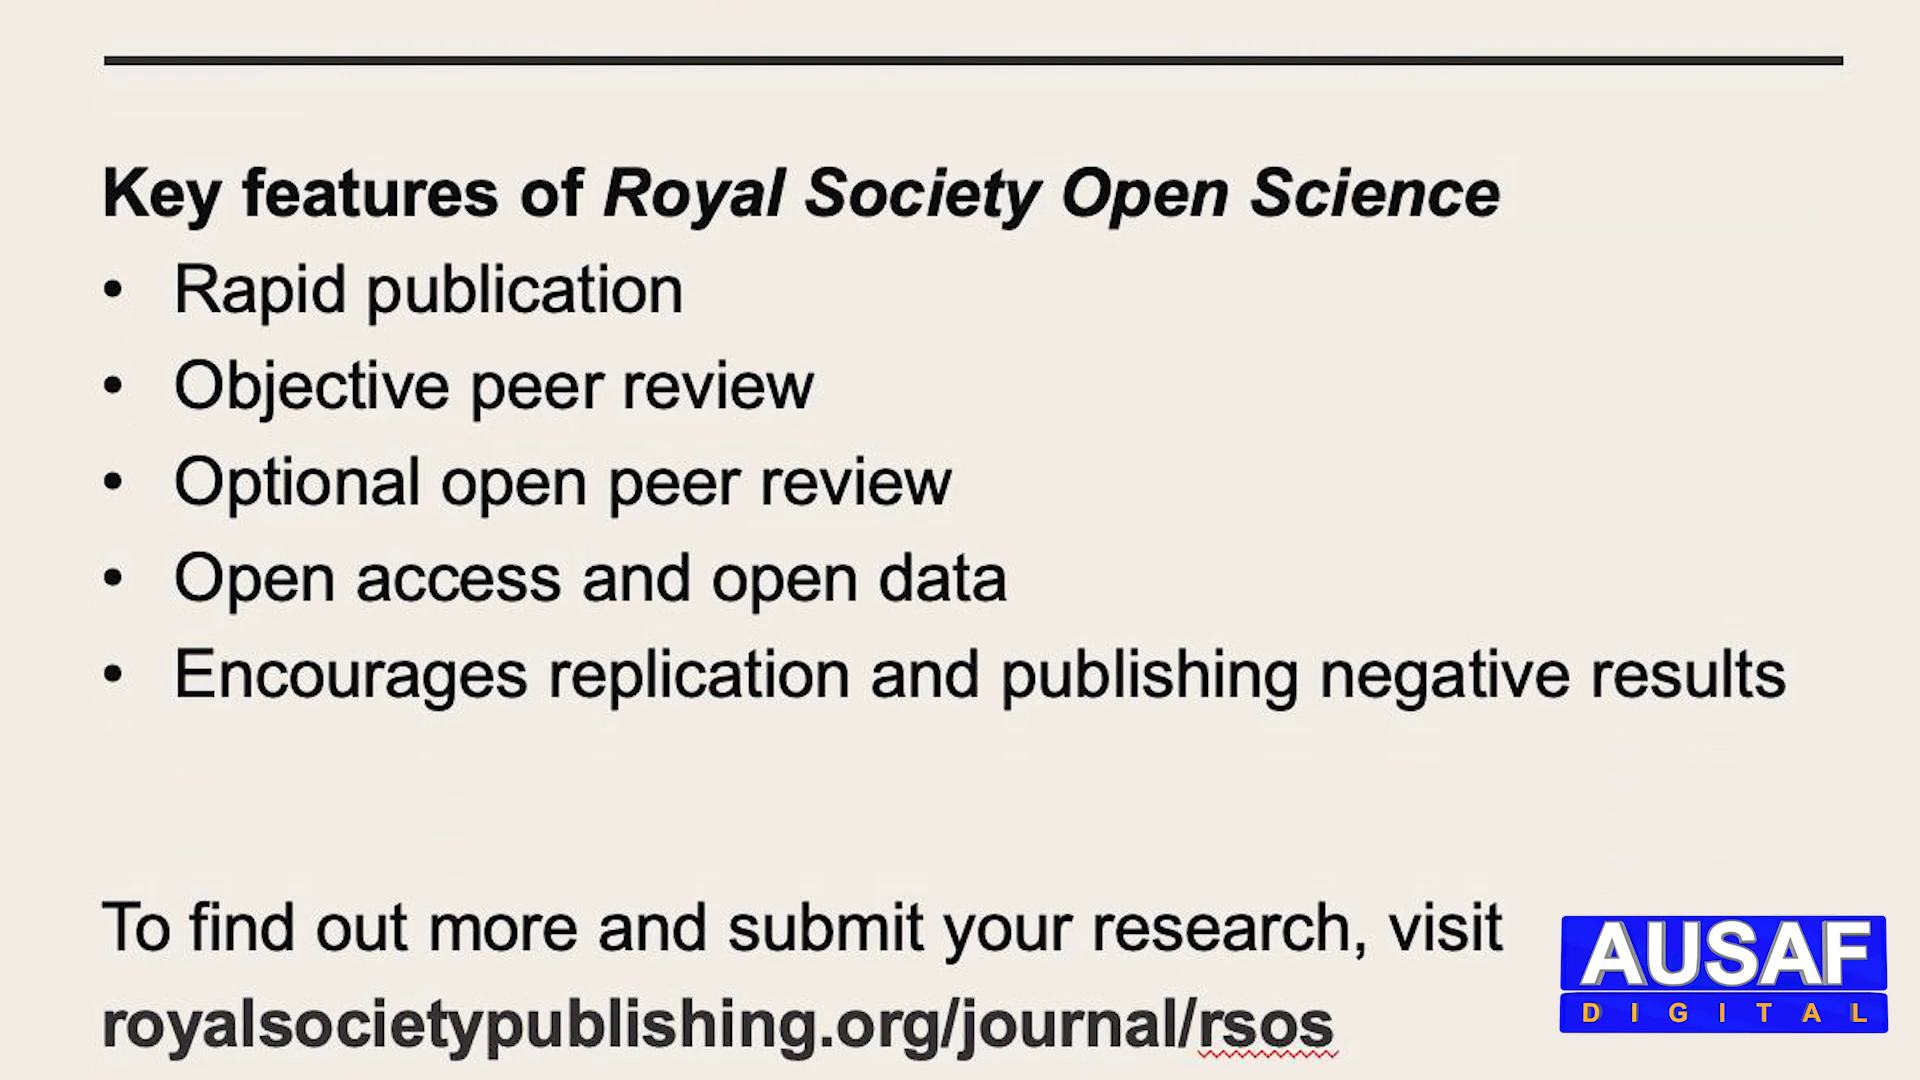 Key features of Royal Society Open Science
• Rapid publication
• Objective peer review
• Optional open peer review
• Open access and open data
• Encourages replication and publishing negative results
To find out more and submit your research, visit
royalsocietypublishing.org/journal/rsos
AUSAF
DIGITAL